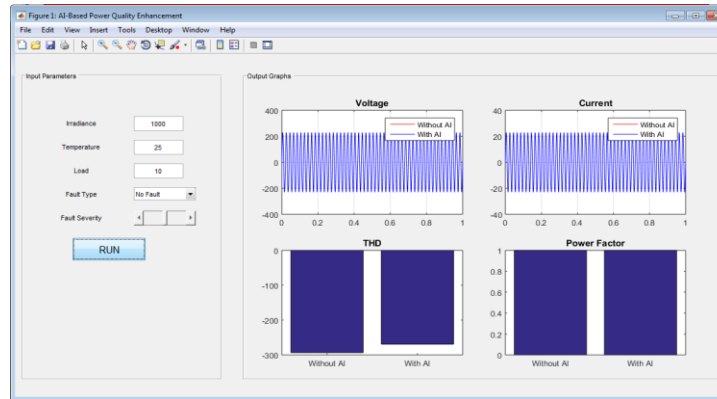 Figure 1: AI-Based Power Quality Enhancement
File Edit View Insert Tools Desktop Window Help
Input Parameters
Irradiance 1000
Temperature 25
Load 10
Fault Type No Fault
Fault Severity
RUN
Output Graphs
Voltage
Without AI
With AI
400
200
0
-200
-400
0 0.2 0.4 0.6 0.8 1
Current
Without AI
With AI
40
20
0
-20
-40
0 0.2 0.4 0.6 0.8 1
THD
0
-100
-200
-300
Without AI With AI
Power Factor
1
0.8
0.6
0.4
0.2
0
Without AI With AI